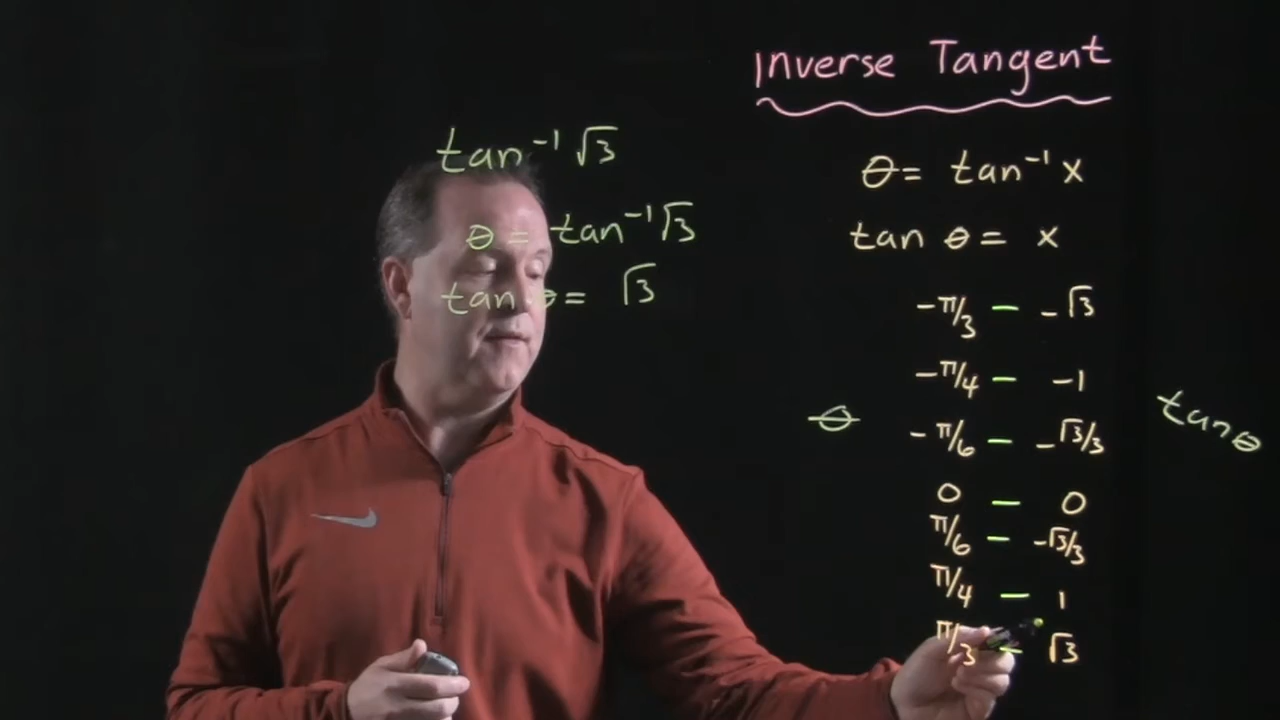 Inverse Tangent
tan⁻¹ √3
θ = tan⁻¹ √3
tan θ = √3
θ = tan⁻¹ x
tan θ = x
θ
tan θ
-π/3 — -√3
-π/4 — -1
-π/6 — -√3/3
0 — 0
π/6 — -√3/3
π/4 — 1
π/3 — √3